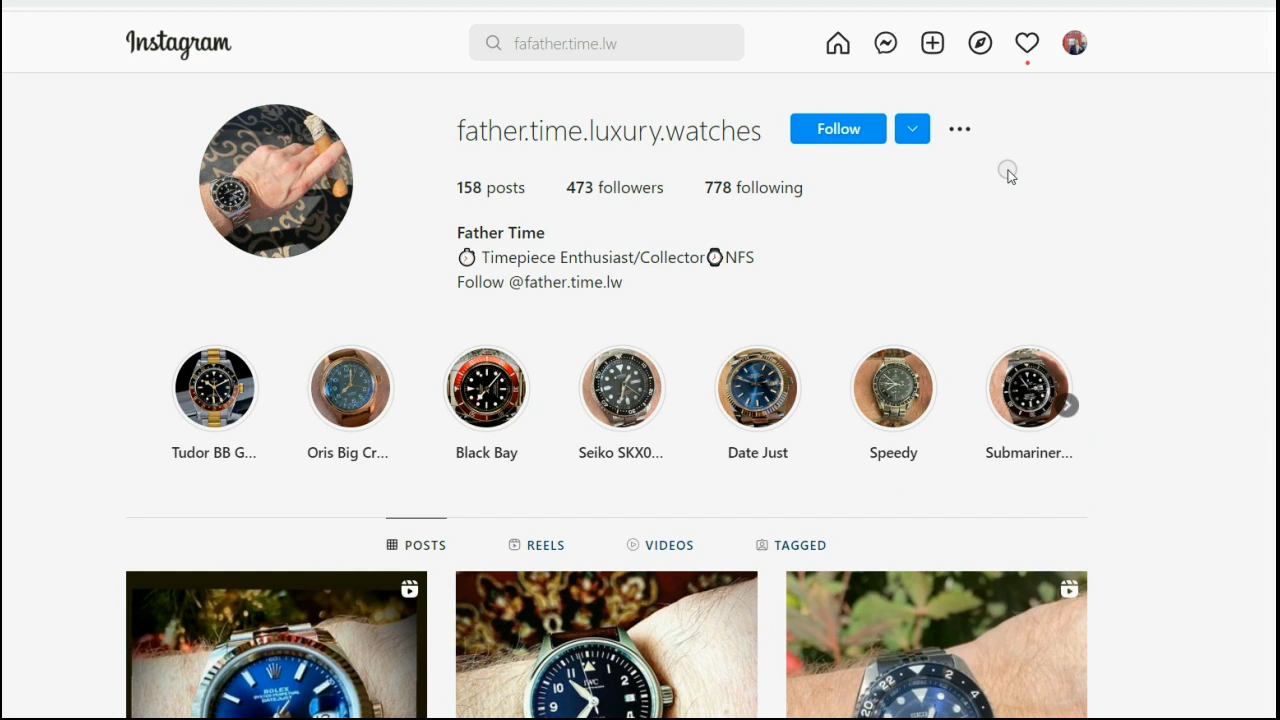 Instagram
fafather.time.lw
father.time.luxury.watches
Follow
158 posts
473 followers
778 following
Father Time
Timepiece Enthusiast/Collector NFS
Follow @father.time.lw
Tudor BB G...
Oris Big Cr...
Black Bay
Seiko SKX0...
Date Just
Speedy
Submariner...
POSTS
REELS
VIDEOS
TAGGED
ROLEX
IWC